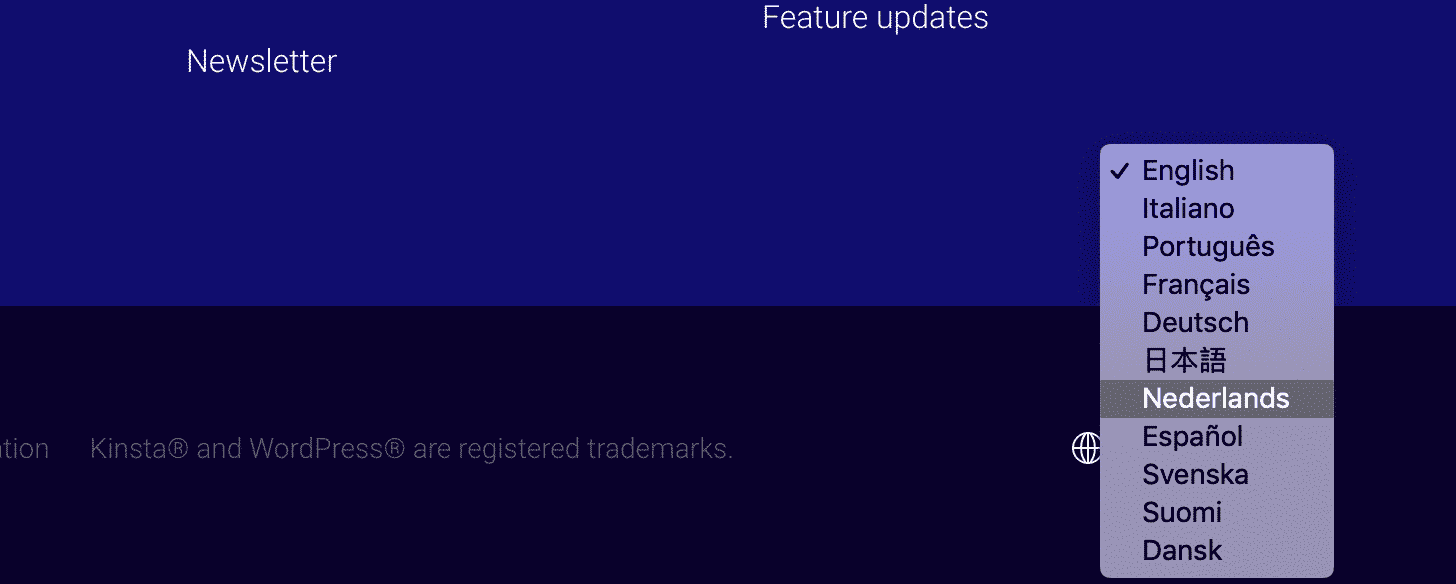 Feature updates
Newsletter
✓ English
Italiano
Português
Français
Deutsch
日本語
Nederlands
Español
Svenska
Suomi
Dansk
Kinsta® and WordPress® are registered trademarks.